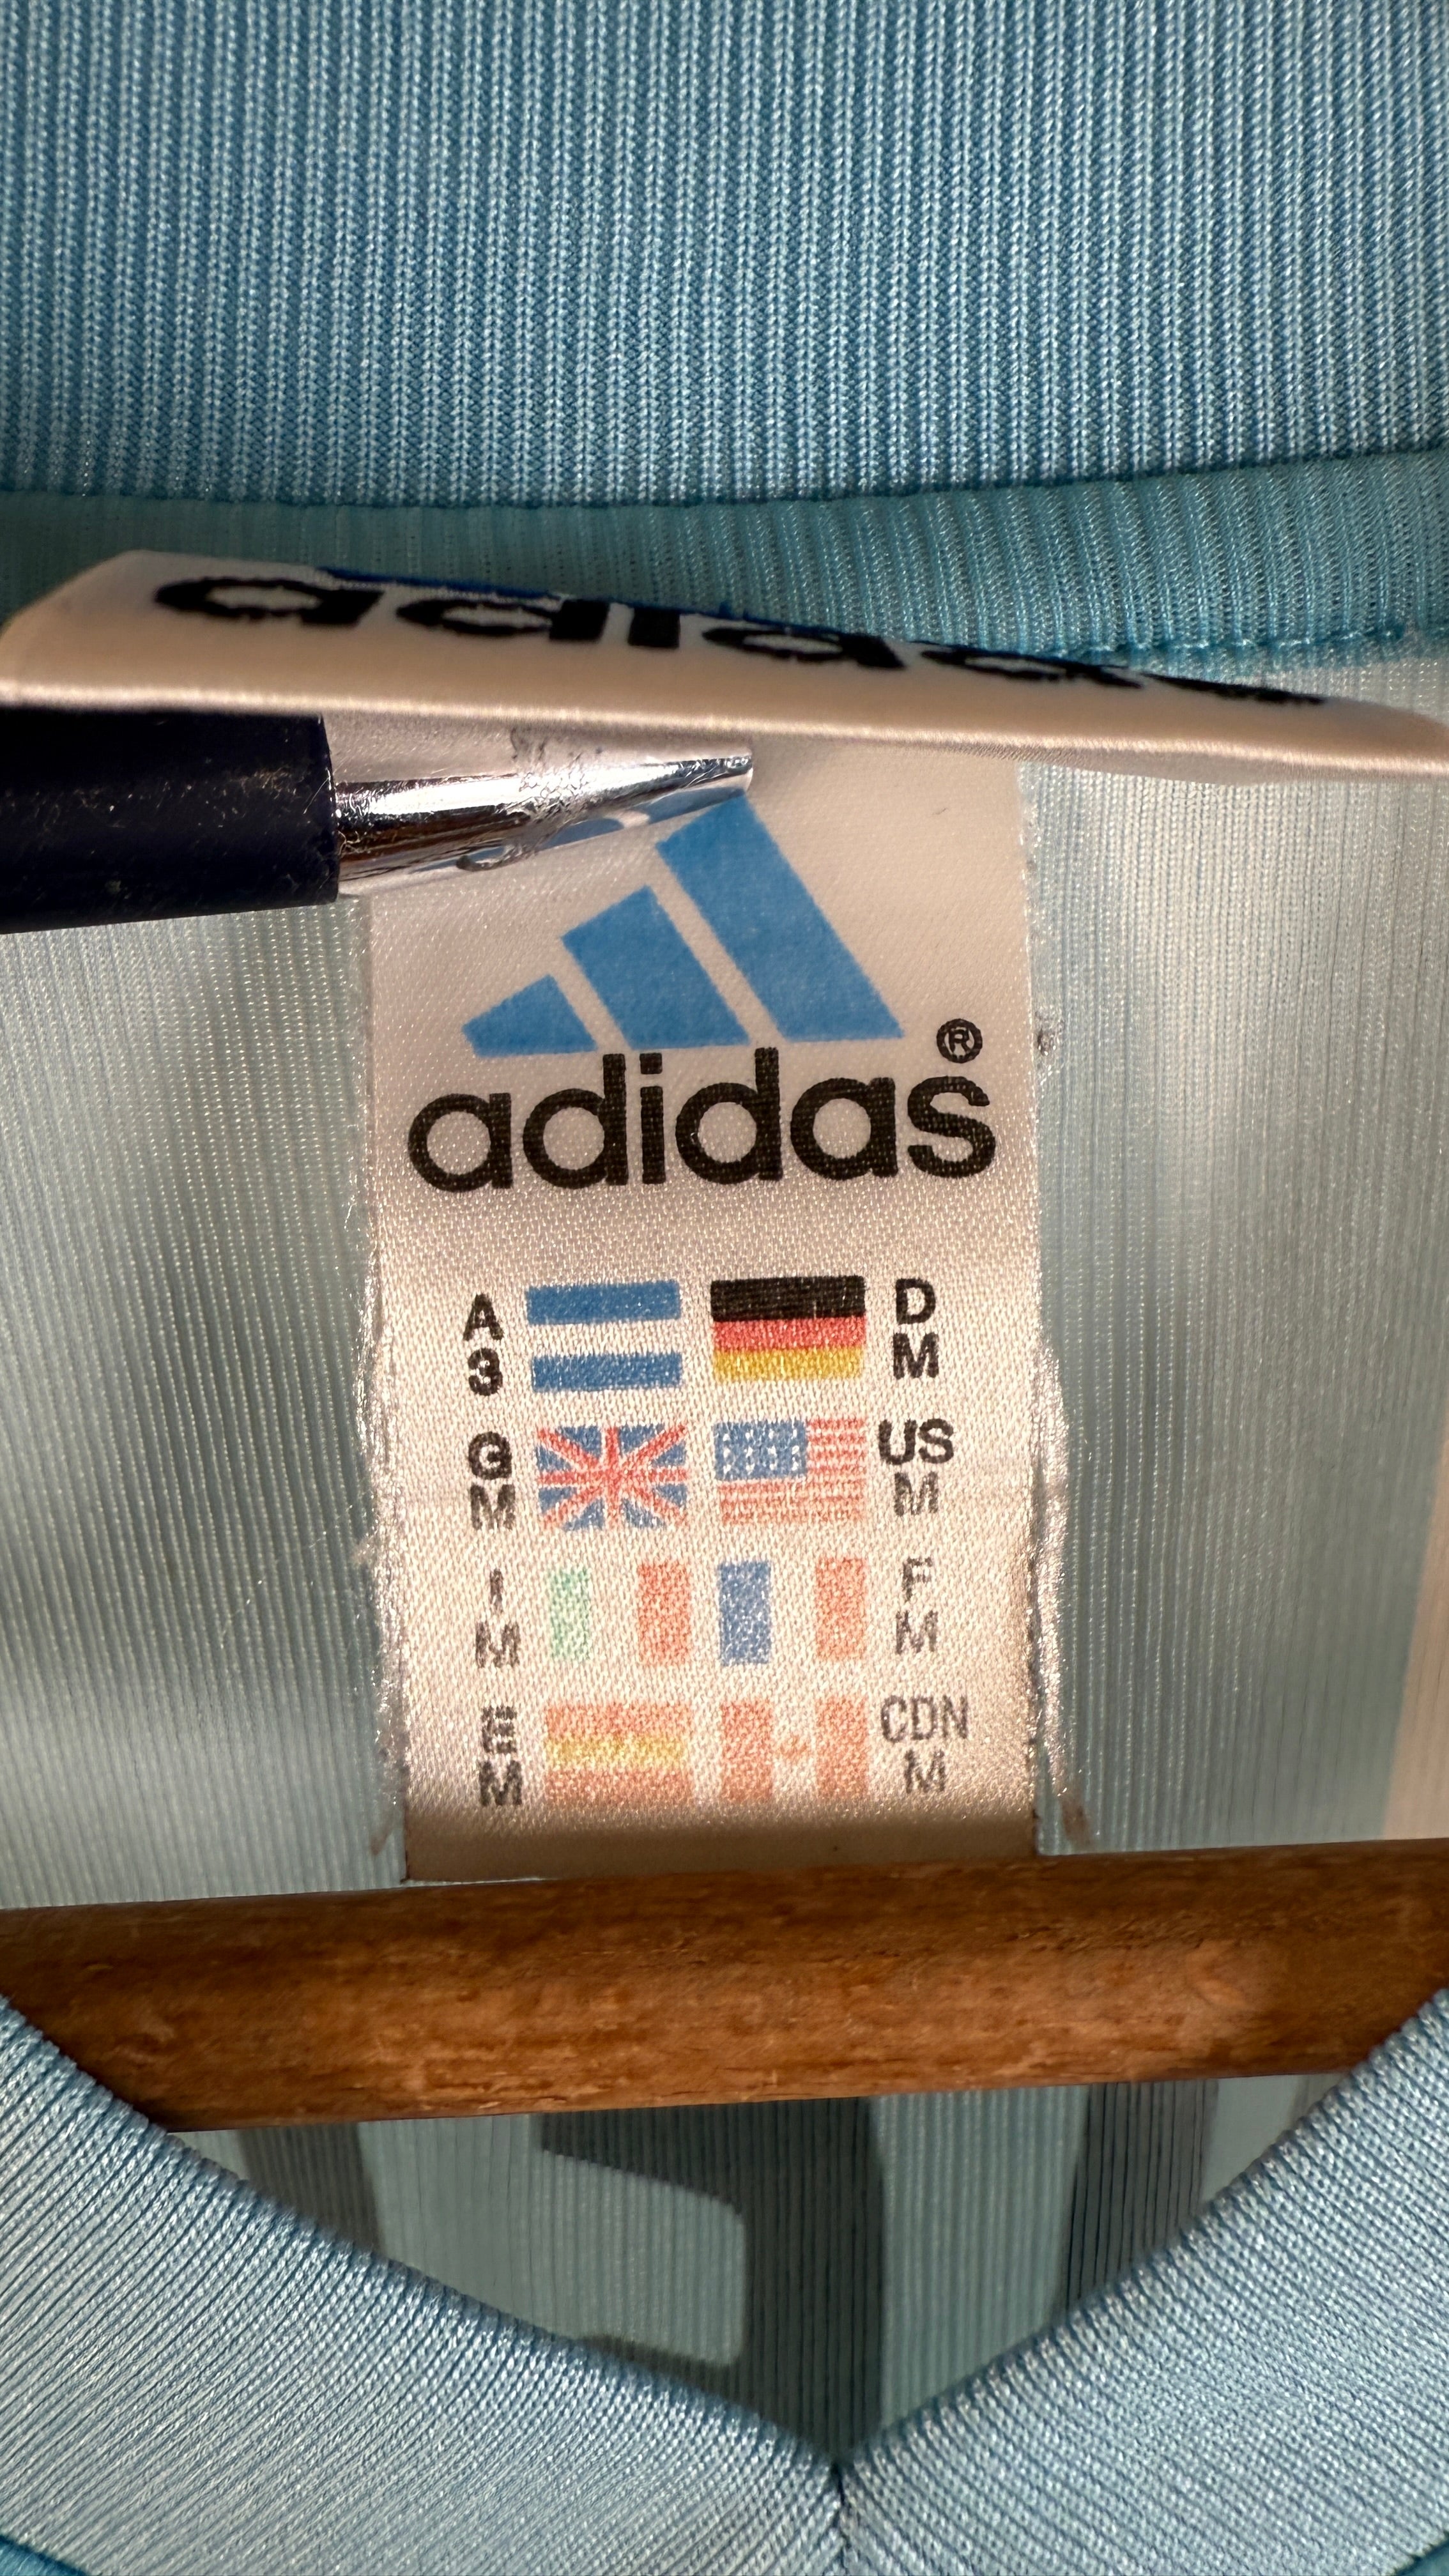 adidas
adidas®
A D
3 M
G US
M M
I F
M M
E CDN
M M